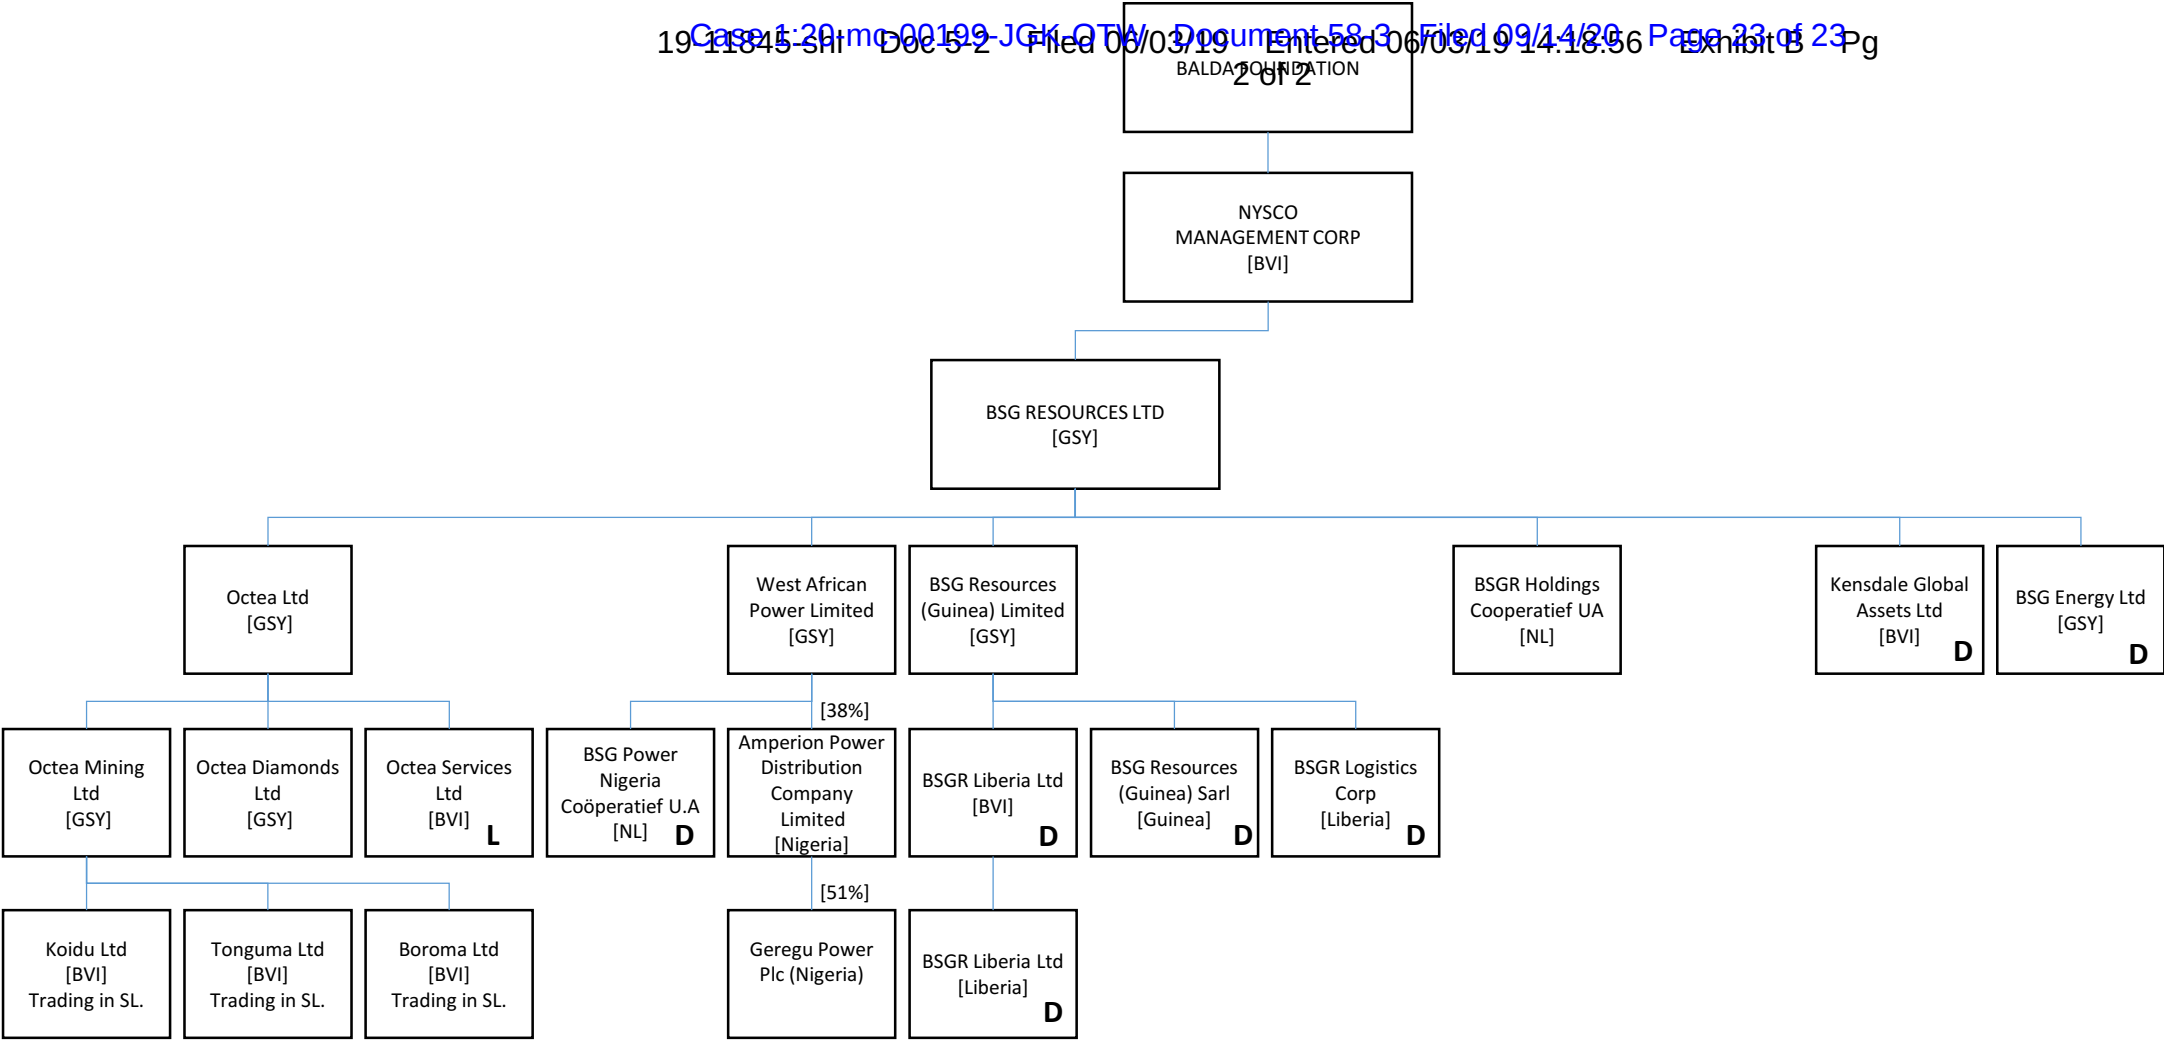 Case 1:20-mc-00199-JGK-OTW Document 58-3 Filed 09/14/20 Page 23 of 23
19-11845-shl Doc 5-2 Filed 06/03/19 Entered 06/03/19 14:18:56 Exhibit B Pg
2 of 2
BALDA FOUNDATION
NYSCO
MANAGEMENT CORP
[BVI]
BSG RESOURCES LTD
[GSY]
Octea Ltd
[GSY]
West African
Power Limited
[GSY]
BSG Resources
(Guinea) Limited
[GSY]
BSGR Holdings
Cooperatief UA
[NL]
Kensdale Global
Assets Ltd
[BVI]
D
BSG Energy Ltd
[GSY]
D
[38%]
Octea Mining
Ltd
[GSY]
Octea Diamonds
Ltd
[GSY]
Octea Services
Ltd
[BVI]
L
BSG Power
Nigeria
Coöperatief U.A
[NL] D
Amperion Power
Distribution
Company
Limited
[Nigeria]
BSGR Liberia Ltd
[BVI]
D
BSG Resources
(Guinea) Sarl
[Guinea]
D
BSGR Logistics
Corp
[Liberia]
D
[51%]
Koidu Ltd
[BVI]
Trading in SL.
Tonguma Ltd
[BVI]
Trading in SL.
Boroma Ltd
[BVI]
Trading in SL.
Geregu Power
Plc (Nigeria)
BSGR Liberia Ltd
[Liberia]
D